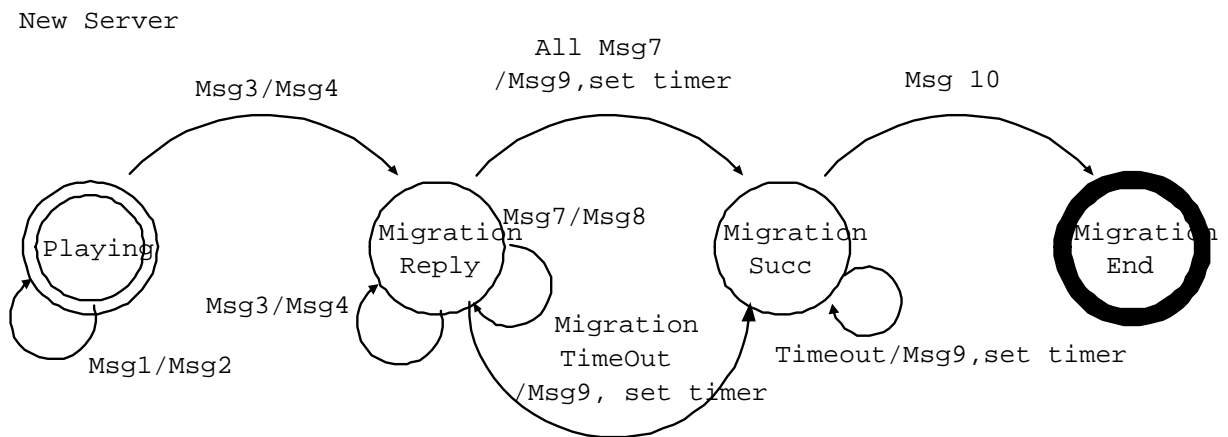 New Server
All Msg7
/Msg9,set timer
Msg3/Msg4
Msg 10
Playing
Migration
Reply
Msg7/Msg8
Migration
Succ
Migration
End
Msg3/Msg4
Msg1/Msg2
Migration
TimeOut
/Msg9, set timer
Timeout/Msg9,set timer